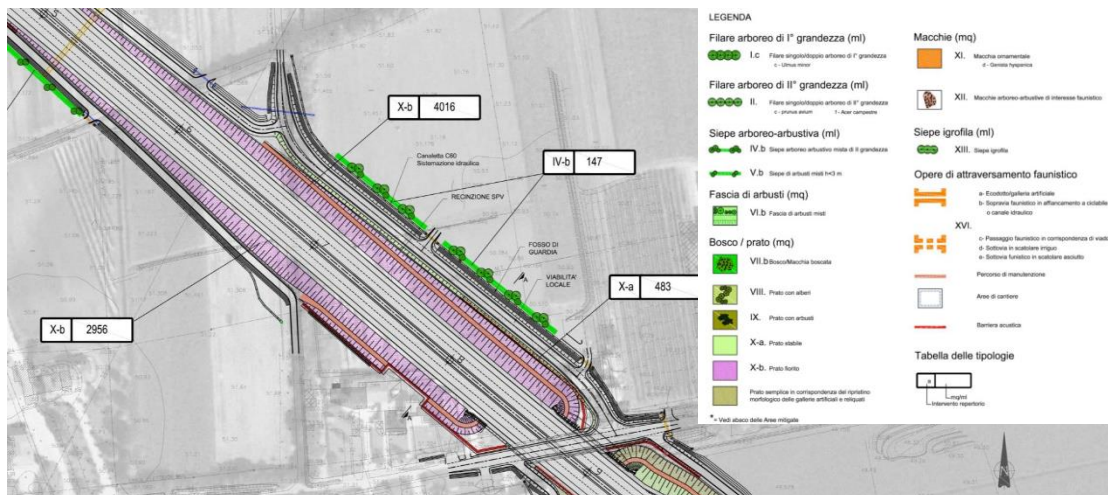 X-b 4016
IV-b 147
Canaletta C80
Sistemazione idraulica
RECINZIONE SPV
FOSSO DI
GUARDIA
VIABILITA'
LOCALE
X-a 483
X-b 2956
LEGENDA
Filare arboreo di I° grandezza (ml)
I.c Filare singolo/doppio arboreo di I° grandezza
c - Ulmus minor
Filare arboreo di II° grandezza (ml)
II. Filare singolo/doppio arboreo di II° grandezza
c - prunus avium f - Acer campestre
Siepe arboreo-arbustiva (ml)
IV.b Siepe arboreo arbustivo mista di II grandezza
V.b Siepe di arbusti misti h<3 m
Fascia di arbusti (mq)
VI.b Fascia di arbusti misti
Bosco / prato (mq)
VII.b Bosco/Macchia boscata
VIII. Prato con alberi
IX. Prato con arbusti
X-a. Prato stabile
X-b. Prato fiorito
Prato semplice in corrispondenza del ripristino
morfologico delle gallerie artificiali e reliquati
* = Vedi abaco delle Aree mitigate
Macchie (mq)
XI. Macchia ornamentale
d - Genista hyspanica
XII. Macchie arboreo-arbustive di interesse faunistico
Siepe igrofila (ml)
XIII. Siepe igrofila
Opere di attraversamento faunistico
a- Ecodotto/gallerie artificiale
b- Sopravia faunistico in affiancamento a ciclabile
o canale idraulico
XVI.
c- Passaggio faunistico in corrispondenza di viado
d- Sottovia in scatolare irriguo
e- Sottovia funistico in scatolare asciutto
Percorso di manutenzione
Aree di cantiere
Barriera acustica
Tabella delle tipologie
mq/ml
Intervento repertorio
N